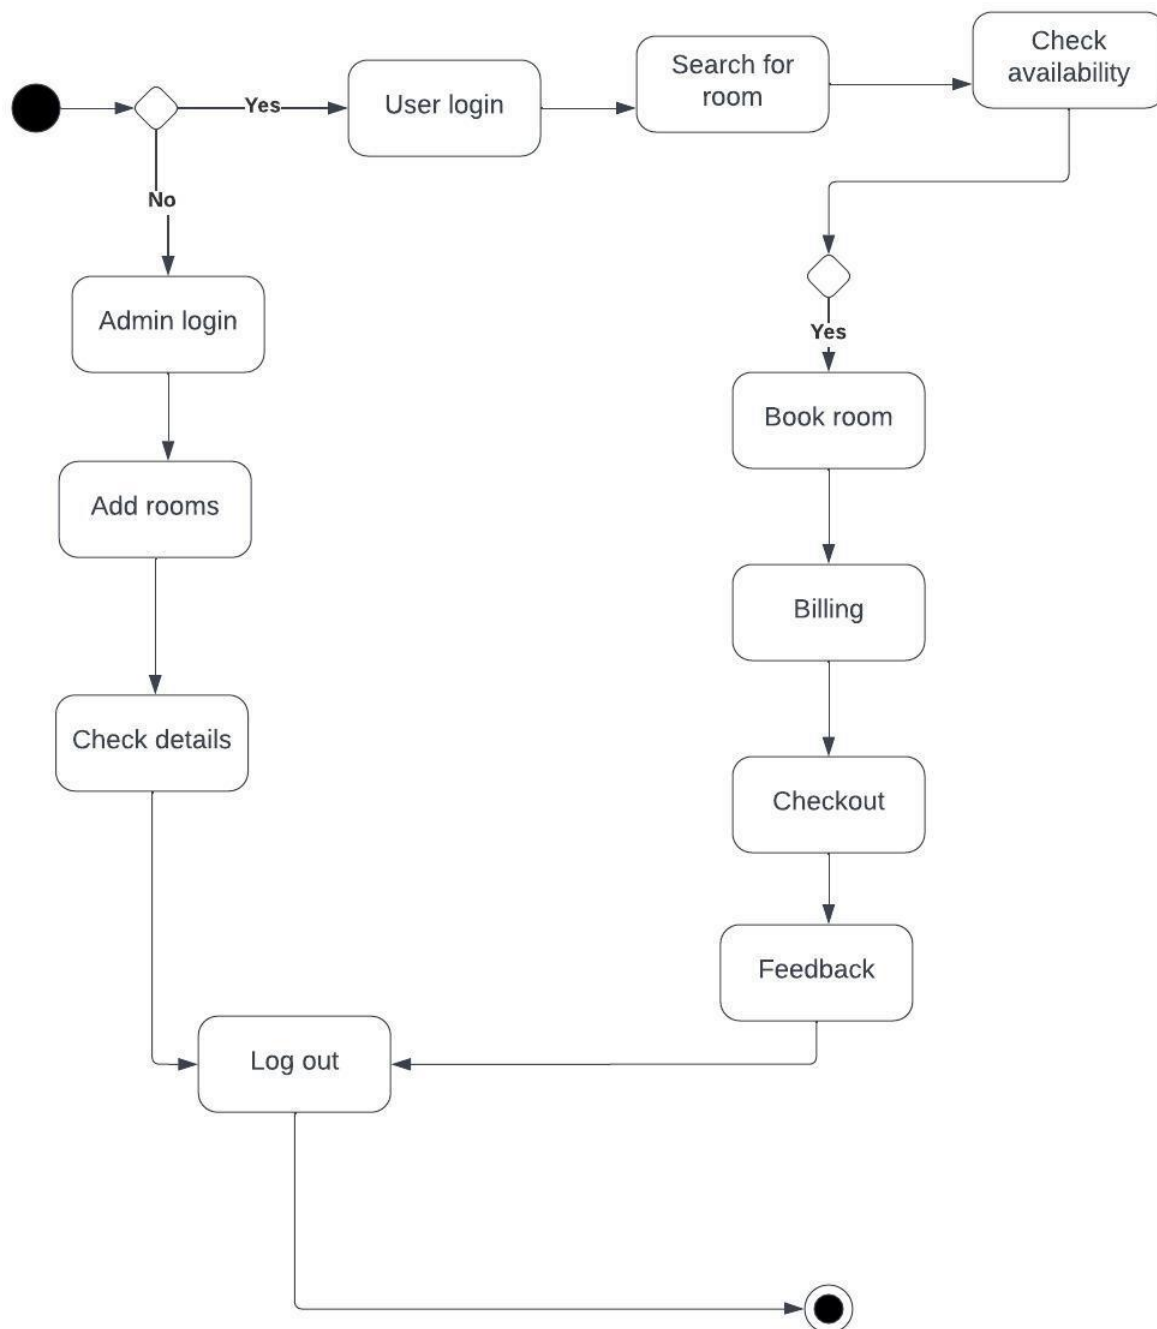 Yes
User login
Search for
room
Check
availability
No
Admin login
Yes
Book room
Add rooms
Billing
Check details
Checkout
Feedback
Log out